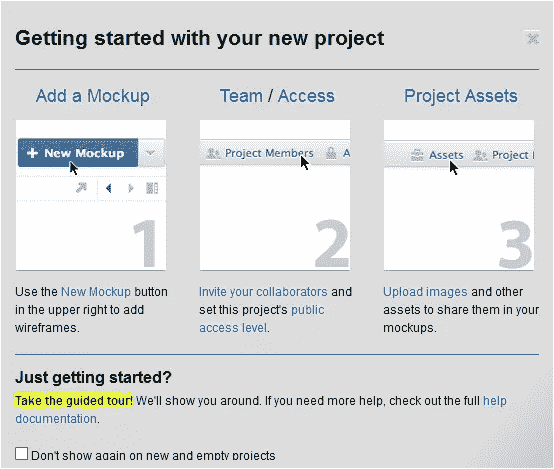 Getting started with your new project
Add a Mockup
Team / Access
Project Assets
+ New Mockup
Project Members A
Assets Project
1
2
3
Use the New Mockup button
in the upper right to add
wireframes.
Invite your collaborators and
set this project's public
access level.
Upload images and other
assets to share them in your
mockups.
Just getting started?
Take the guided tour! We'll show you around. If you need more help, check out the full help
documentation.
Don't show again on new and empty projects